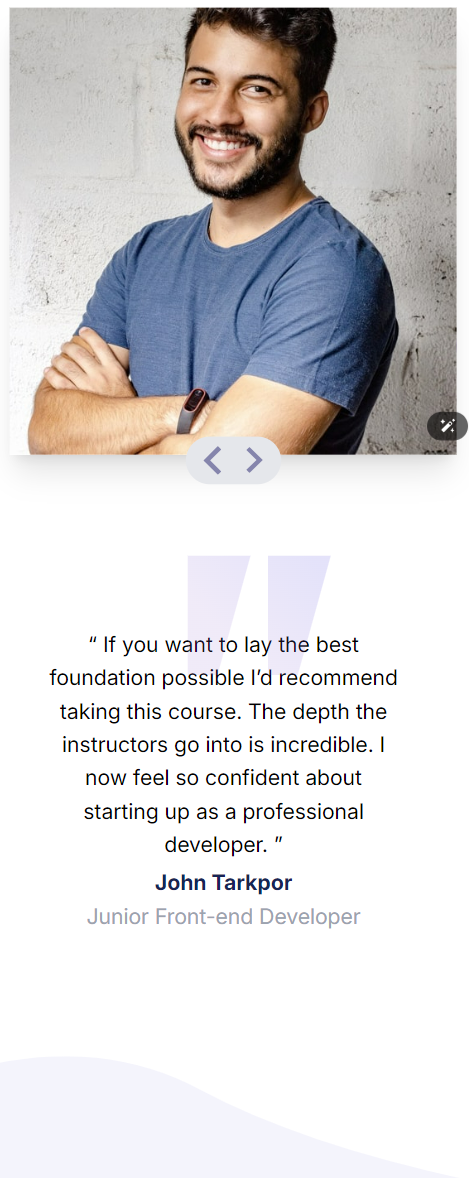 “ If you want to lay the best
foundation possible I’d recommend
taking this course. The depth the
instructors go into is incredible. I
now feel so confident about
starting up as a professional
developer. ”
John Tarkpor
Junior Front-end Developer